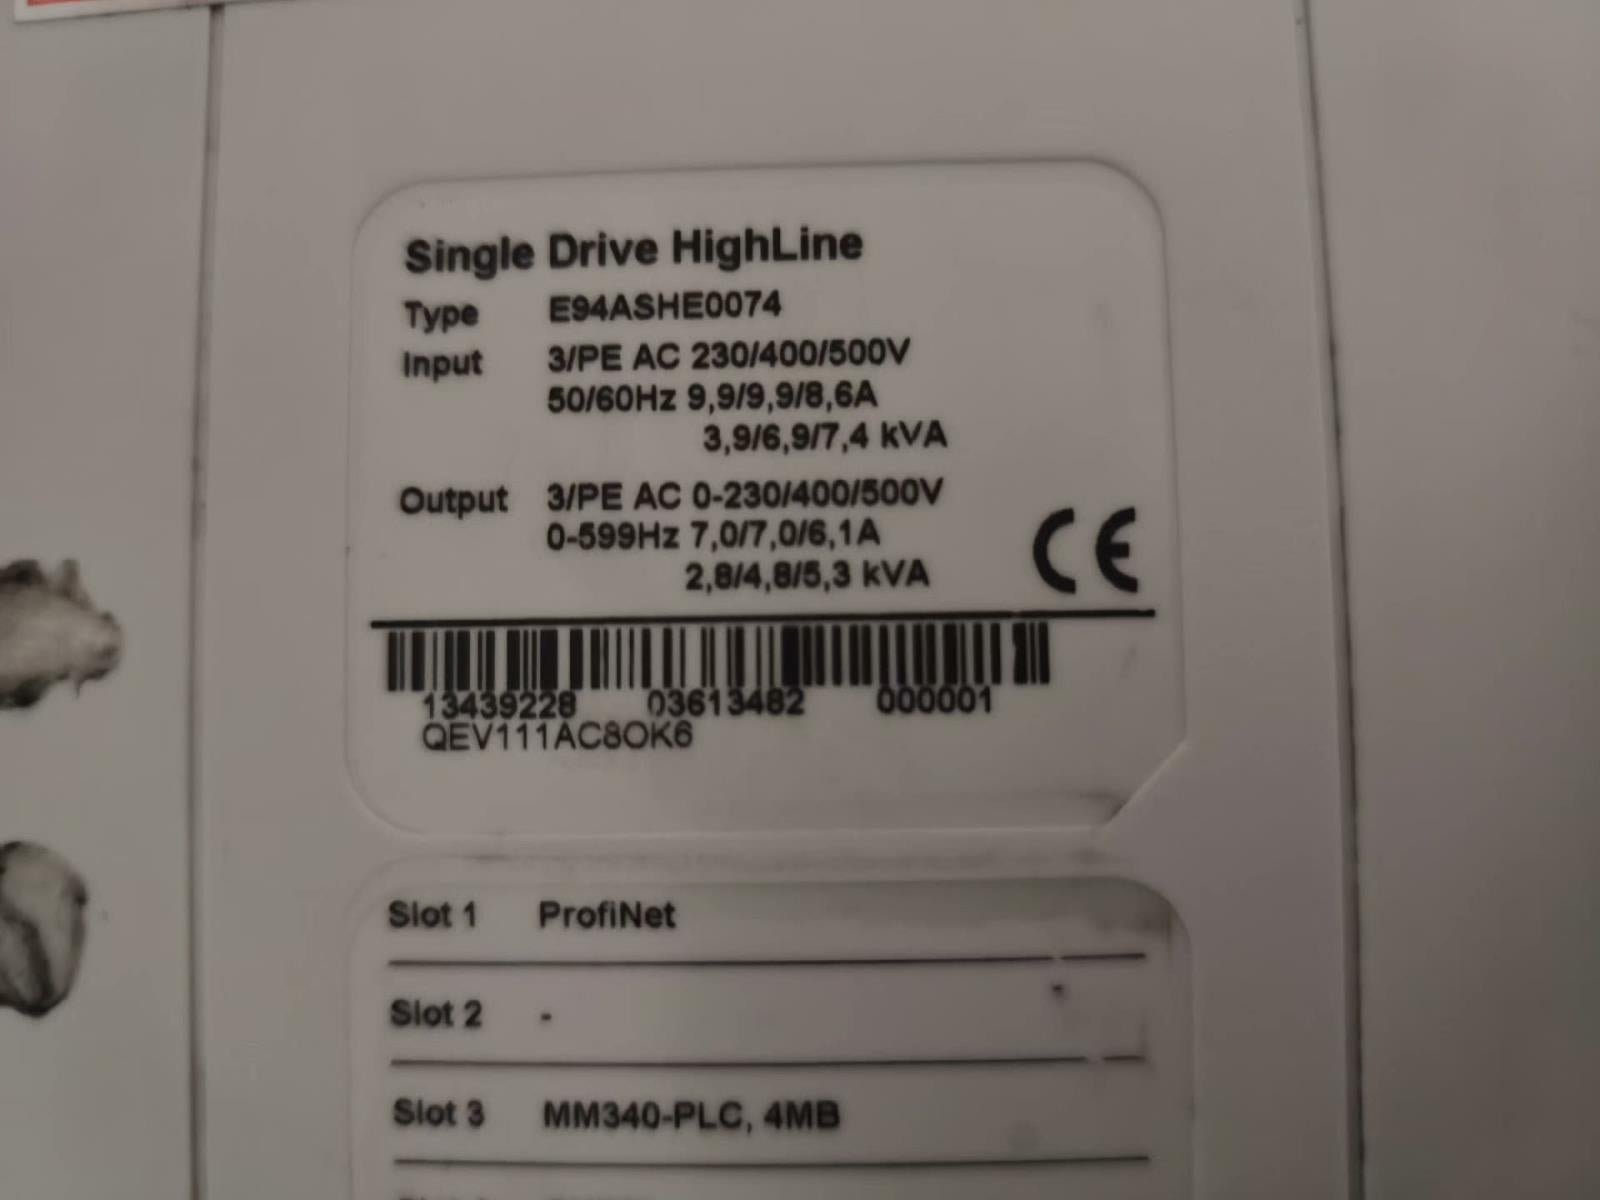 Single Drive HighLine
Type E94ASHE0074
Input 3/PE AC 230/400/500V
50/60Hz 9,9/9,9/8,6A
3,9/6,9/7,4 kVA
Output 3/PE AC 0-230/400/500V
0-599Hz 7,0/7,0/6,1A
2,8/4,8/5,3 kVA
CE
13439228 03613482 000001
QEV111AC8OK6
Slot 1 ProfiNet
Slot 2 -
Slot 3 MM340-PLC, 4MB